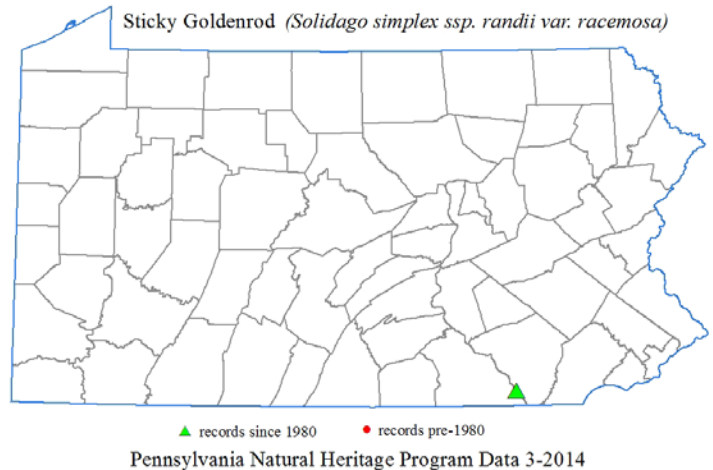 Sticky Goldenrod (Solidago simplex ssp. randii var. racemosa)
records since 1980 records pre-1980
Pennsylvania Natural Heritage Program Data 3-2014